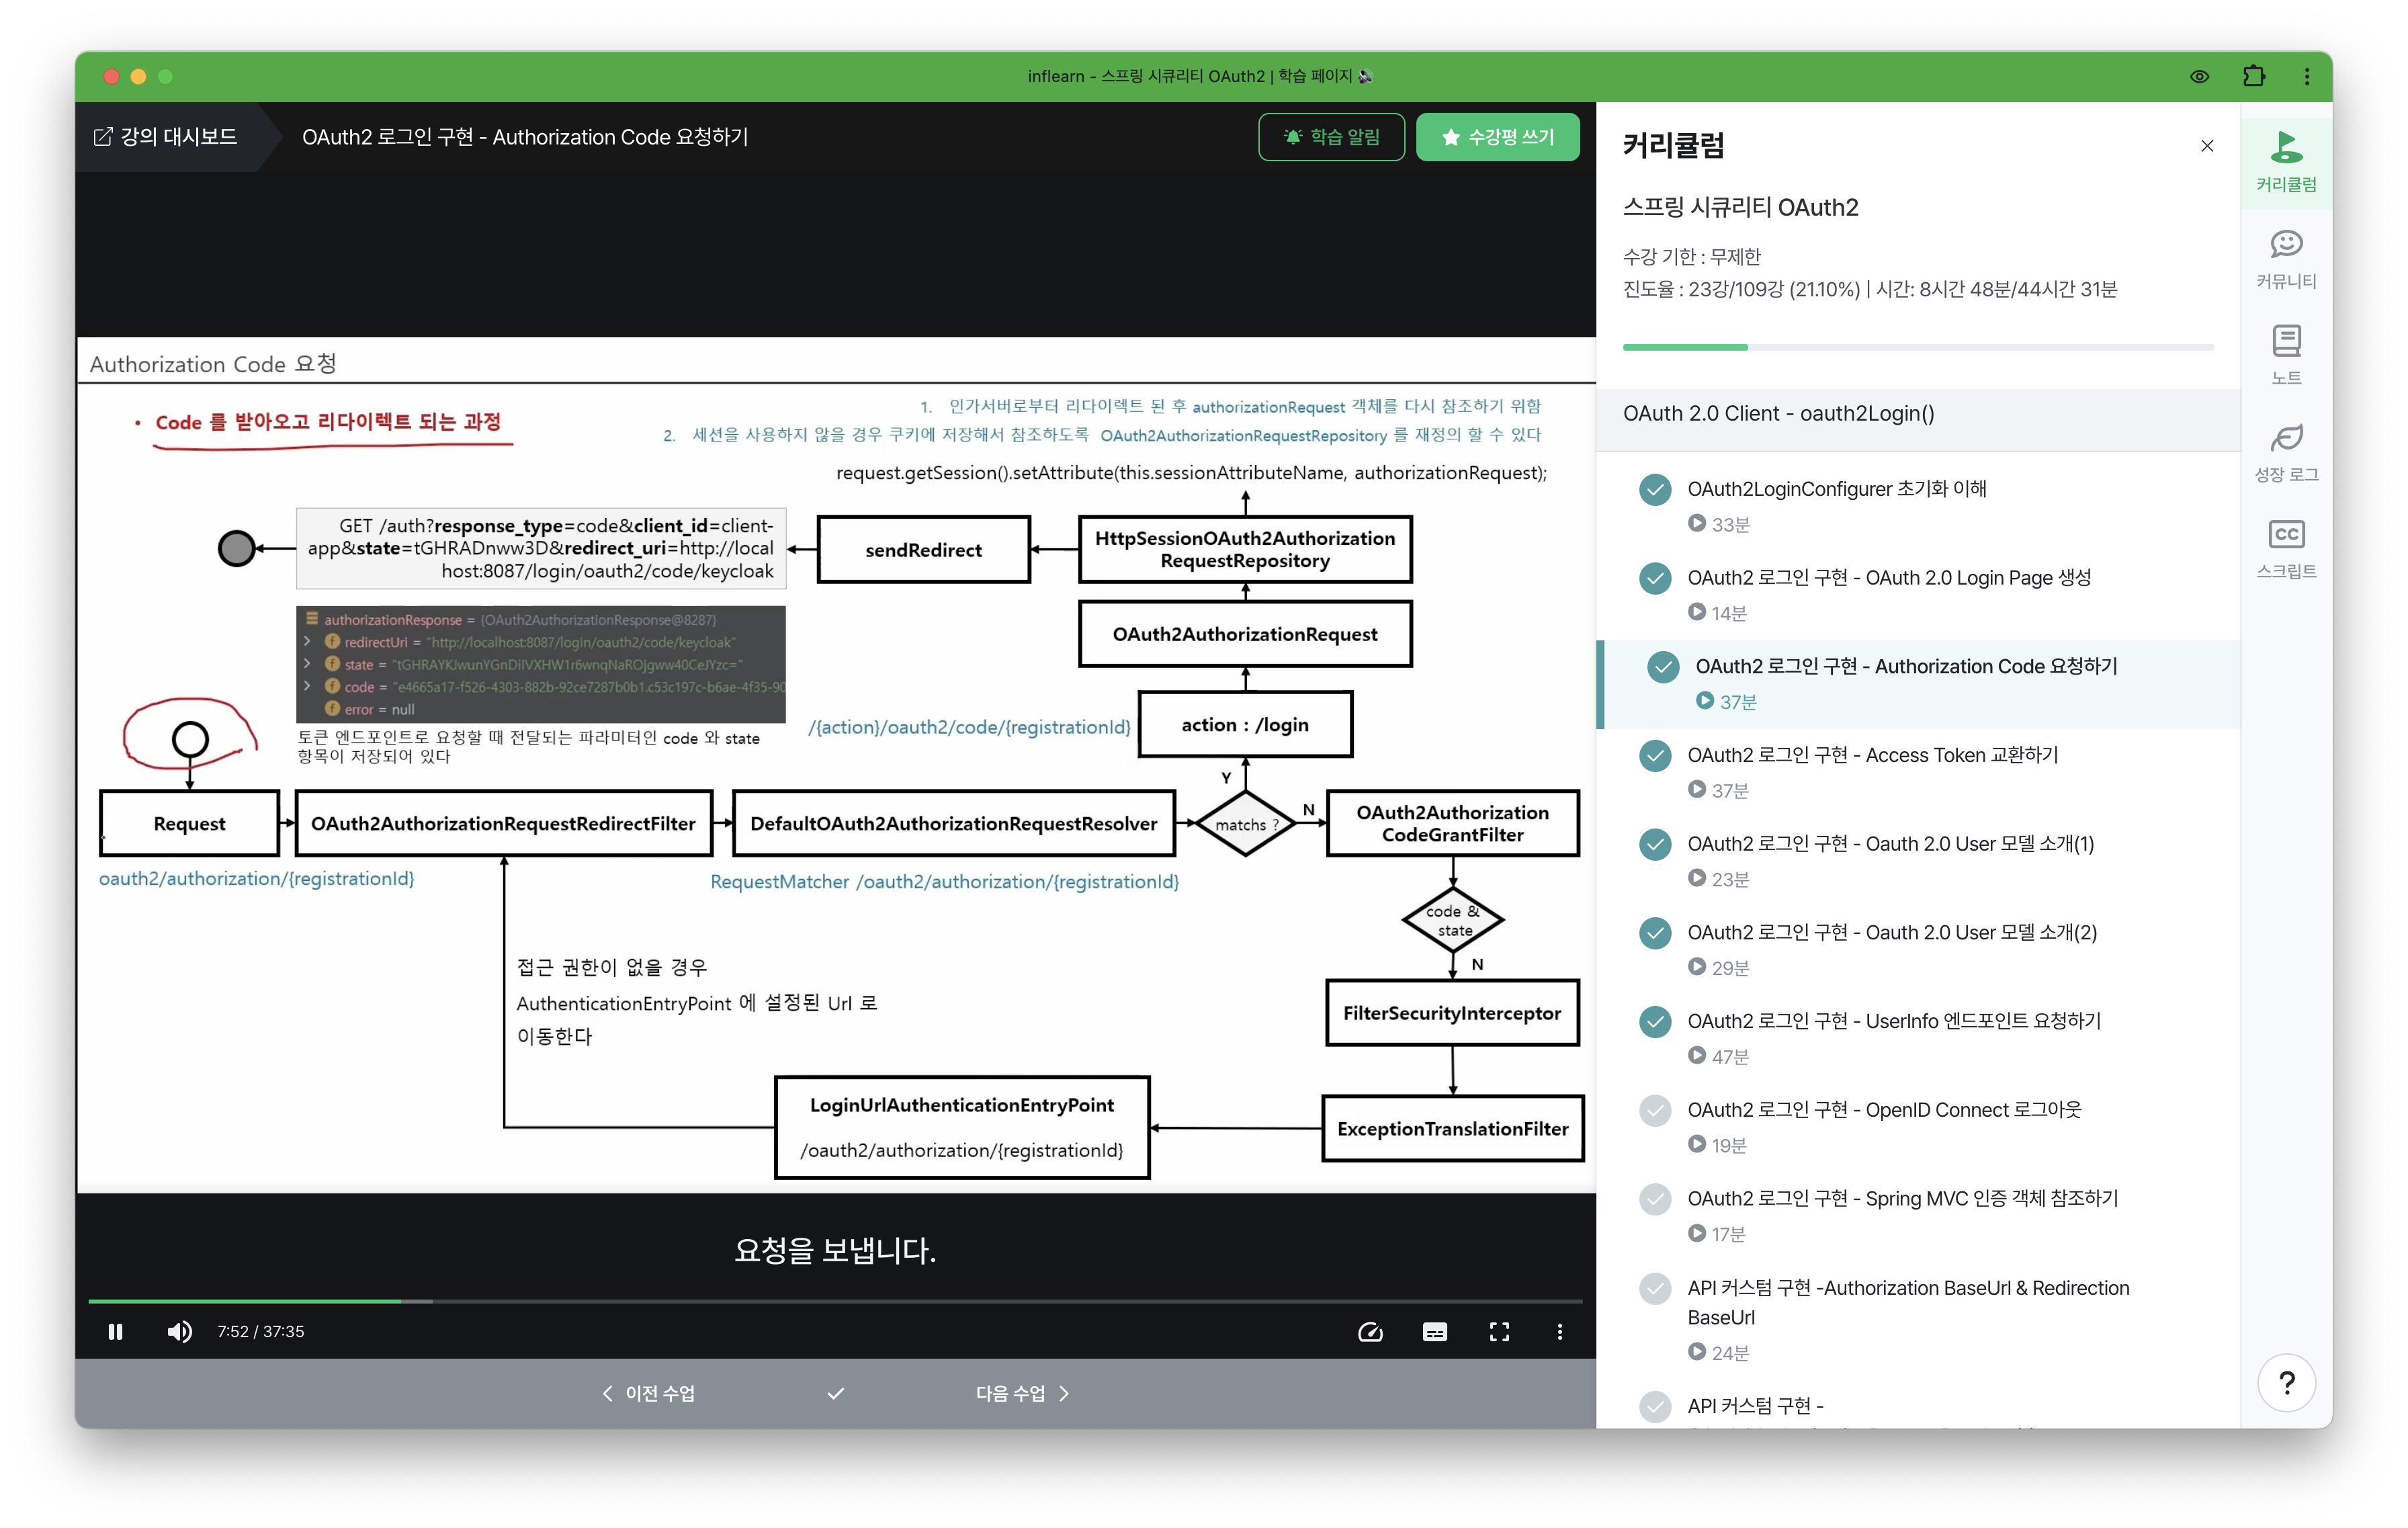 inflearn - 스프링 시큐리티 OAuth2 | 학습 페이지
강의 대시보드
OAuth2 로그인 구현 - Authorization Code 요청하기
학습 알림
수강평 쓰기
Authorization Code 요청
• Code 를 받아오고 리다이렉트 되는 과정
1. 인가서버로부터 리다이렉트 된 후 authorizationRequest 객체를 다시 참조하기 위함
2. 세션을 사용하지 않을 경우 쿠키에 저장해서 참조하도록 OAuth2AuthorizationRequestRepository 를 재정의 할 수 있다
request.getSession().setAttribute(this.sessionAttributeName, authorizationRequest);
GET /auth?response_type=code&client_id=client-
app&state=tGHRADnww3D&redirect_uri=http://local
host:8087/login/oauth2/code/keycloak
sendRedirect
HttpSessionOAuth2Authorization
RequestRepository
OAuth2AuthorizationRequest
authorizationResponse = {OAuth2AuthorizationResponse@8287}
redirectUri = "http://localhost:8087/login/oauth2/code/keycloak"
state = "tGHRAYKJwunYGnDilVXHW1r6wnqNaROjgww40CeJYzc="
code = "e4665a17-f526-4303-882b-92ce7287b0b1.c53c197c-b6ae-4f35-90
error = null
토큰 엔드포인트로 요청할 때 전달되는 파라미터인 code 와 state
항목이 저장되어 있다
/{action}/oauth2/code/{registrationId}
action : /login
Y
Request
OAuth2AuthorizationRequestRedirectFilter
DefaultOAuth2AuthorizationRequestResolver
matchs ?
N
OAuth2Authorization
CodeGrantFilter
oauth2/authorization/{registrationId}
RequestMatcher /oauth2/authorization/{registrationId}
code &
state
N
접근 권한이 없을 경우
AuthenticationEntryPoint 에 설정된 Url 로
이동한다
FilterSecurityInterceptor
LoginUrlAuthenticationEntryPoint
/oauth2/authorization/{registrationId}
ExceptionTranslationFilter
요청을 보냅니다.
7:52 / 37:35
이전 수업
다음 수업
커리큘럼
스프링 시큐리티 OAuth2
수강 기한 : 무제한
진도율 : 23강/109강 (21.10%) | 시간: 8시간 48분/44시간 31분
OAuth 2.0 Client - oauth2Login()
OAuth2LoginConfigurer 초기화 이해
33분
OAuth2 로그인 구현 - OAuth 2.0 Login Page 생성
14분
OAuth2 로그인 구현 - Authorization Code 요청하기
37분
OAuth2 로그인 구현 - Access Token 교환하기
37분
OAuth2 로그인 구현 - Oauth 2.0 User 모델 소개(1)
23분
OAuth2 로그인 구현 - Oauth 2.0 User 모델 소개(2)
29분
OAuth2 로그인 구현 - UserInfo 엔드포인트 요청하기
47분
OAuth2 로그인 구현 - OpenID Connect 로그아웃
19분
OAuth2 로그인 구현 - Spring MVC 인증 객체 참조하기
17분
API 커스텀 구현 -Authorization BaseUrl & Redirection
BaseUrl
24분
API 커스텀 구현 -
커리큘럼
커뮤니티
노트
성장 로그
CC
스크립트
?